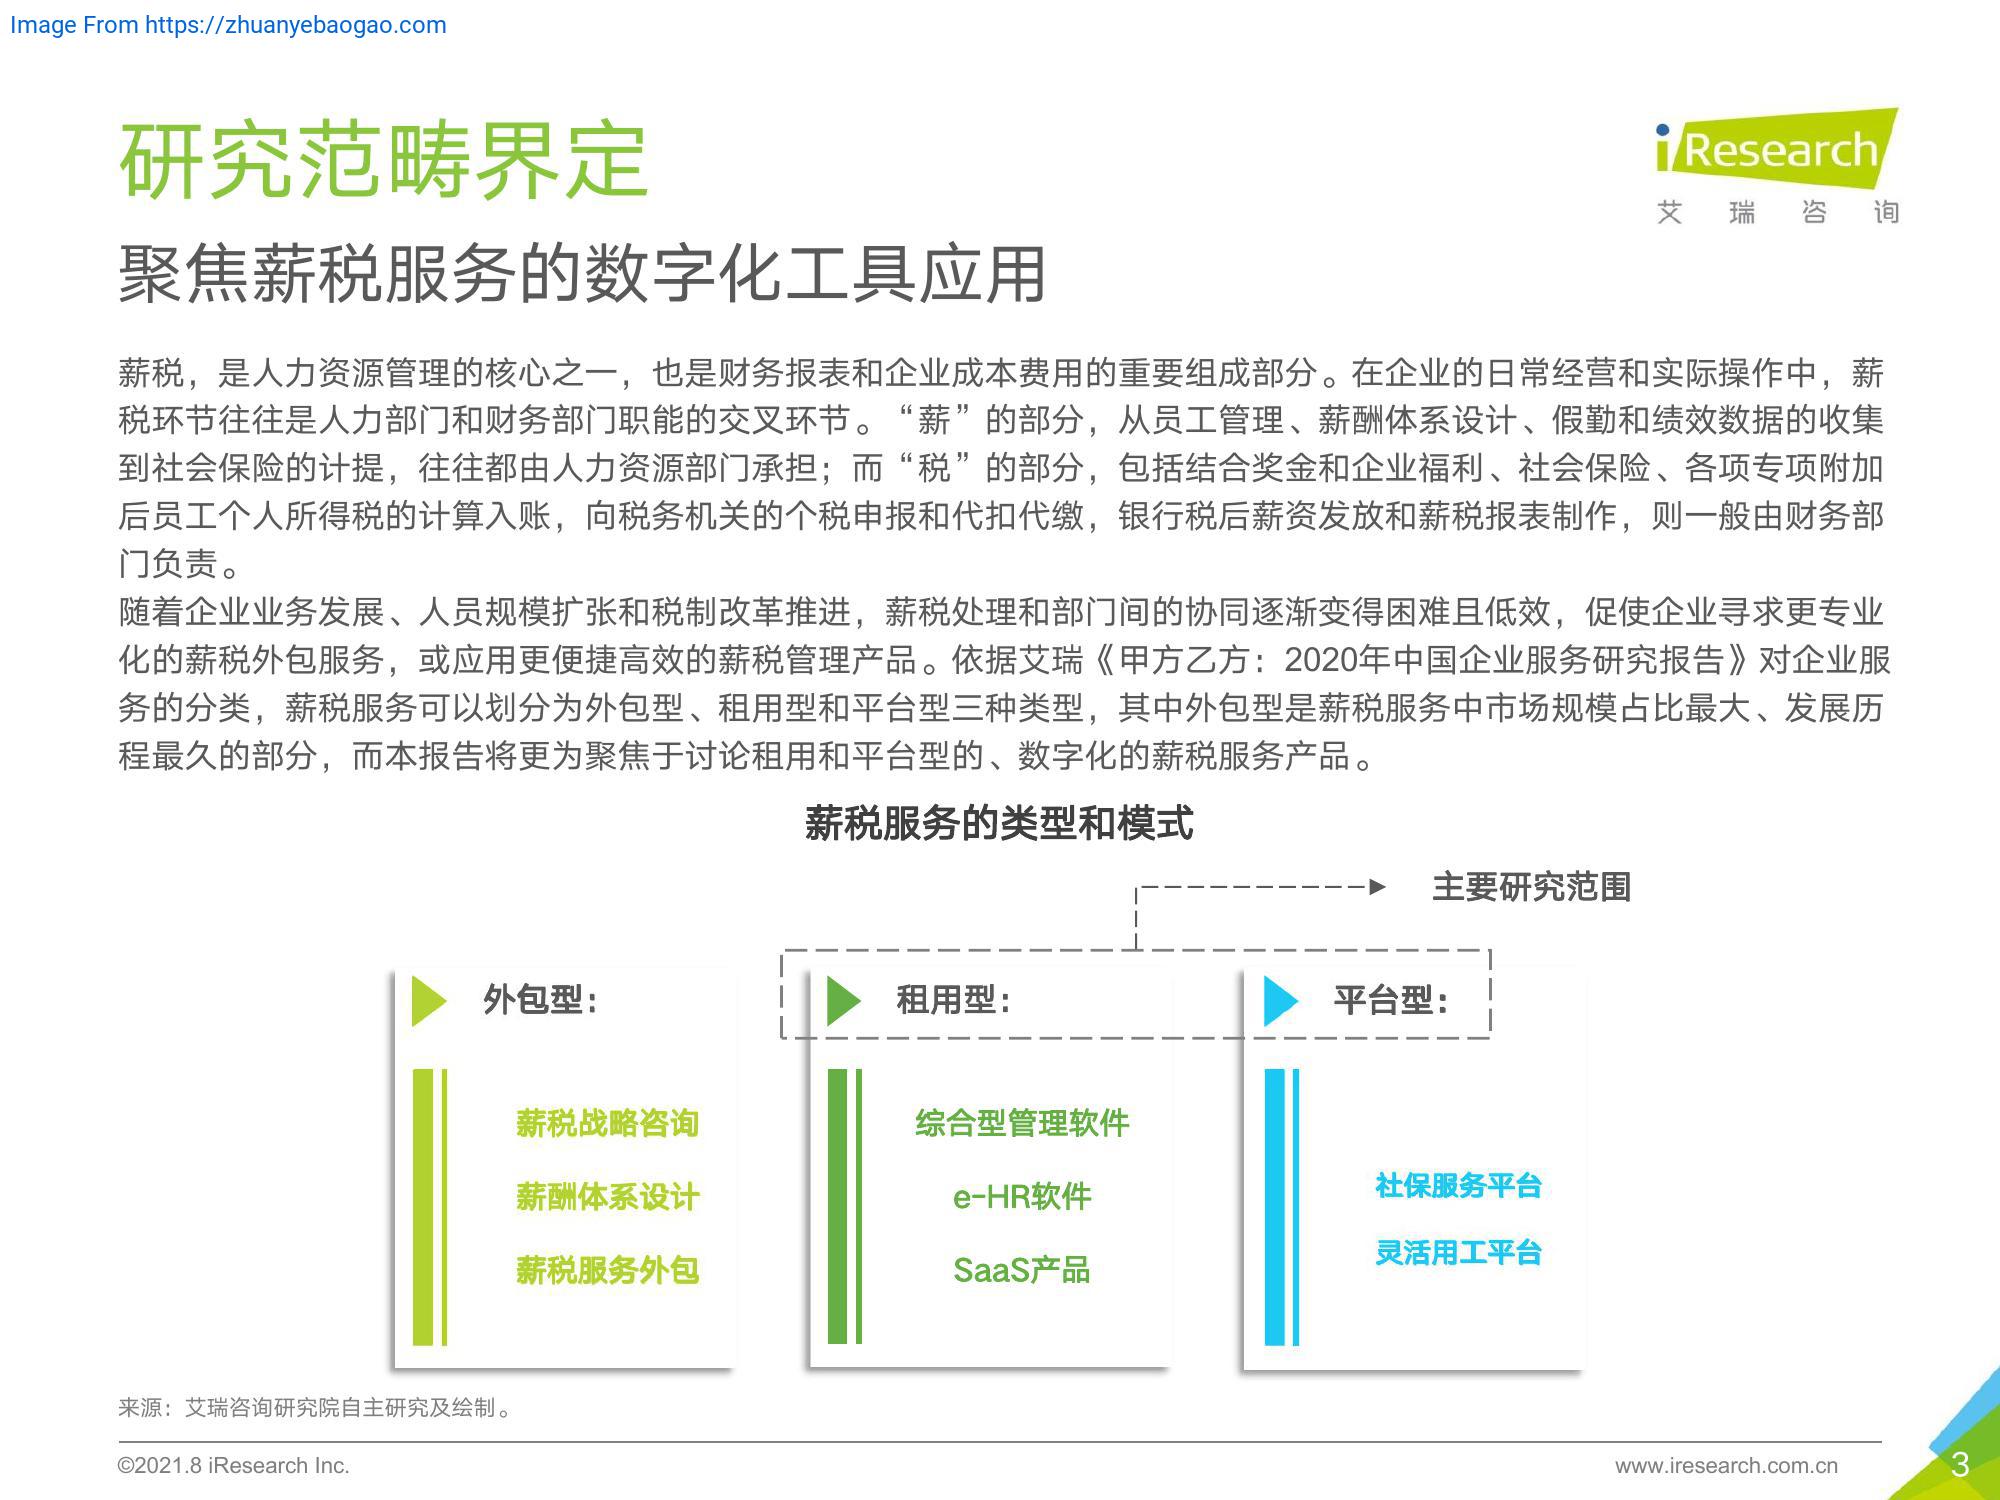 Image From https://zhuanyebaogao.com
研究范畴界定
iResearch
艾瑞咨询
聚焦薪税服务的数字化工具应用
薪税，是人力资源管理的核心之一，也是财务报表和企业成本费用的重要组成部分。在企业的日常经营和实际操作中，薪
税环节往往是人力部门和财务部门职能的交叉环节。“薪”的部分，从员工管理、薪酬体系设计、假勤和绩效数据的收集
到社会保险的计提，往往都由人力资源部门承担；而“税”的部分，包括结合奖金和企业福利、社会保险、各项专项附加
后员工个人所得税的计算入账，向税务机关的个税申报和代扣代缴，银行税后薪资发放和薪税报表制作，则一般由财务部
门负责。
随着企业业务发展、人员规模扩张和税制改革推进，薪税处理和部门间的协同逐渐变得困难且低效，促使企业寻求更专业
化的薪税外包服务，或应用更便捷高效的薪税管理产品。依据艾瑞《甲方乙方：2020年中国企业服务研究报告》对企业服
务的分类，薪税服务可以划分为外包型、租用型和平台型三种类型，其中外包型是薪税服务中市场规模占比最大、发展历
程最久的部分，而本报告将更为聚焦于讨论租用和平台型的、数字化的薪税服务产品。
薪税服务的类型和模式
主要研究范围
外包型：
薪税战略咨询
薪酬体系设计
薪税服务外包
租用型：
综合型管理软件
e-HR软件
SaaS产品
平台型：
社保服务平台
灵活用工平台
来源：艾瑞咨询研究院自主研究及绘制。
©2021.8 iResearch Inc.
www.iresearch.com.cn
3